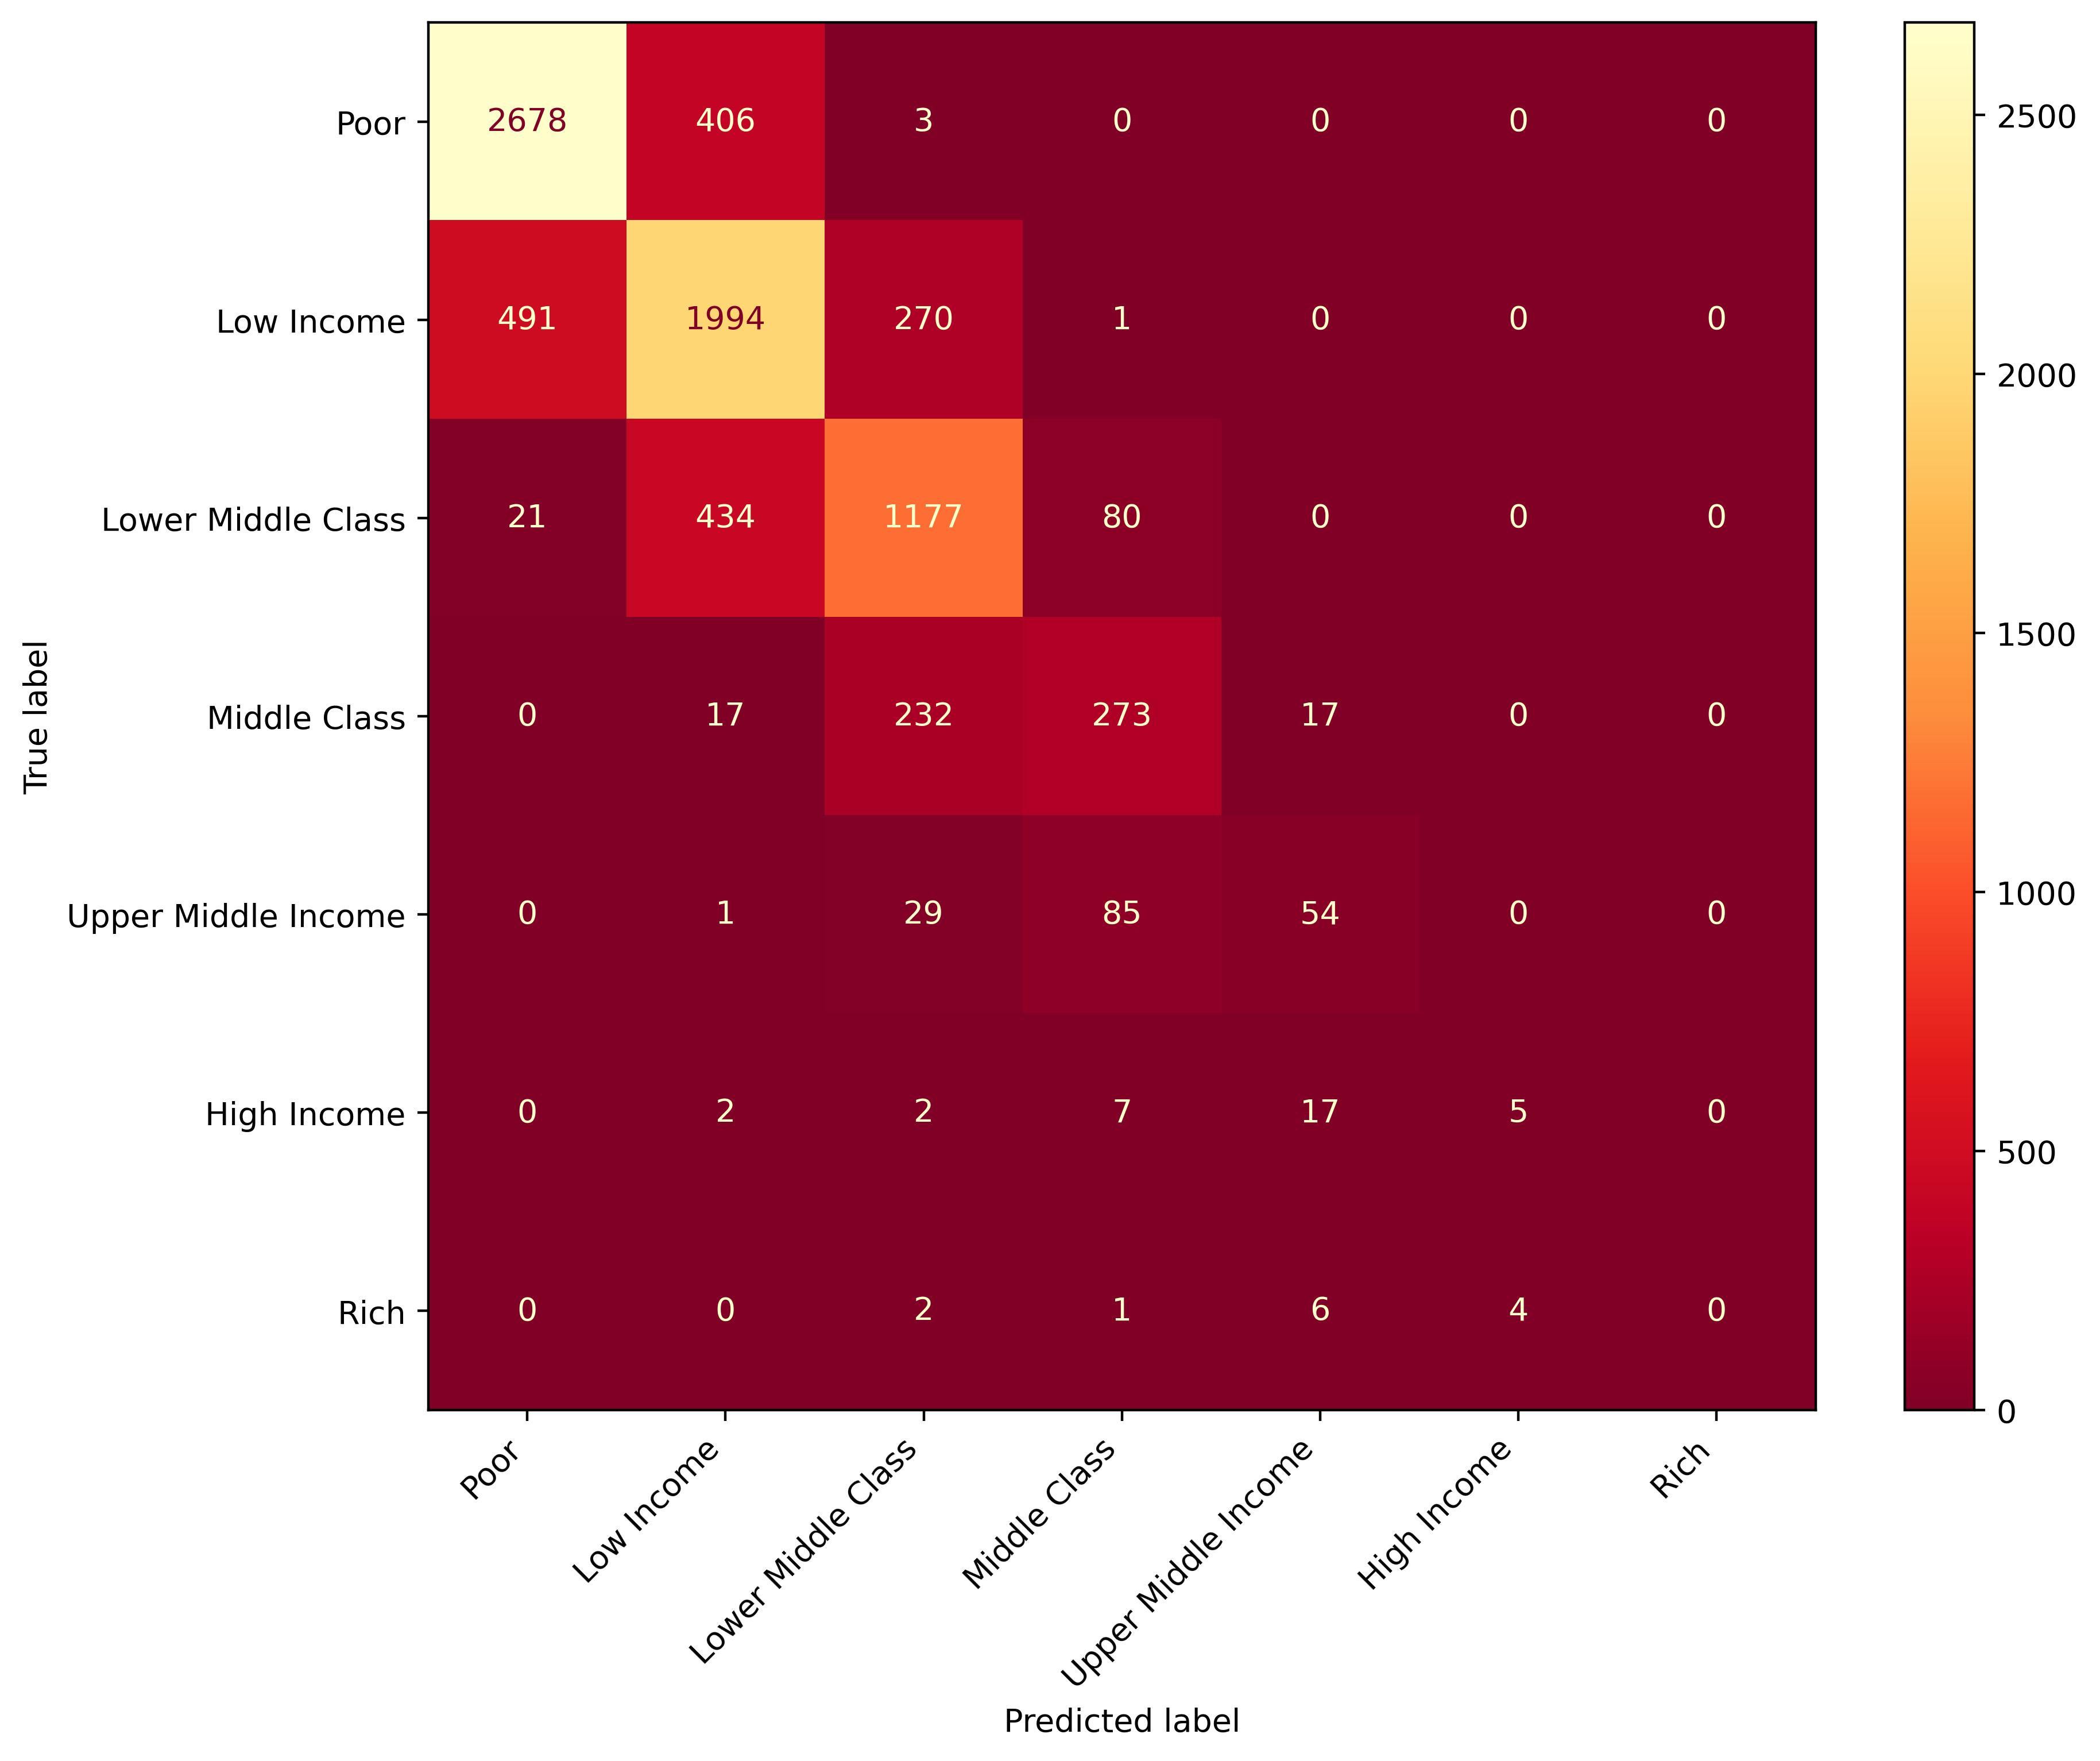 Poor 2678 406 3 0 0 0 0
Low Income 491 1994 270 1 0 0 0
Lower Middle Class 21 434 1177 80 0 0 0
Middle Class 0 17 232 273 17 0 0
Upper Middle Income 0 1 29 85 54 0 0
High Income 0 2 2 7 17 5 0
Rich 0 0 2 1 6 4 0
True label
Poor
Low Income
Lower Middle Class
Middle Class
Upper Middle Income
High Income
Rich
Predicted label
2500
2000
1500
1000
500
0